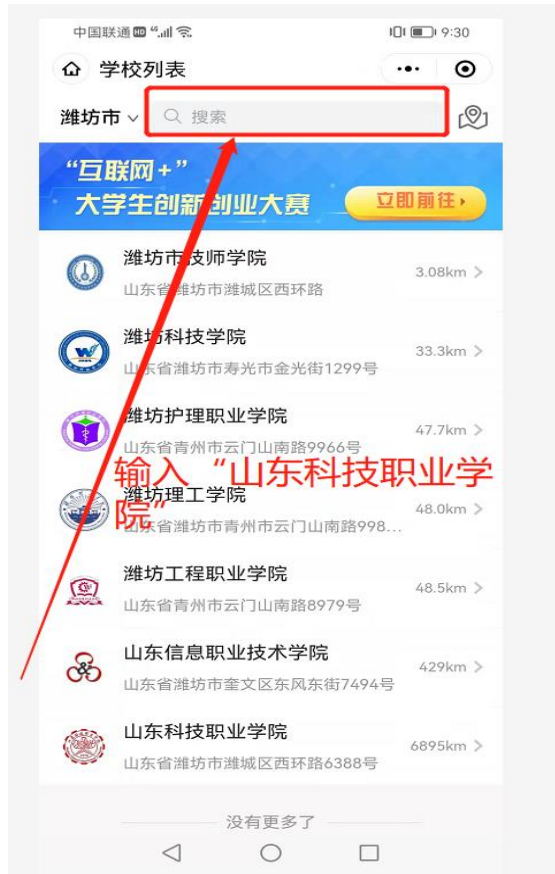 中国联通 HD 46 9:30
学校列表
潍坊市 搜索
“互联网+”
大学生创新创业大赛 立即前往
潍坊市技师学院
山东省潍坊市潍城区西环路 3.08km
潍坊科技学院
山东省潍坊市寿光市金光街1299号 33.3km
潍坊护理职业学院
山东省青州市云门山南路9966号 47.7km
输入“山东科技职业学
院”
潍坊理工学院
山东省潍坊市青州市云门山南路998... 48.0km
潍坊工程职业学院
山东省青州市云门山南路8979号 48.5km
山东信息职业技术学院
山东省潍坊市奎文区东风东街7494号 429km
山东科技职业学院
山东省潍坊市潍城区西环路6388号 6895km
没有更多了